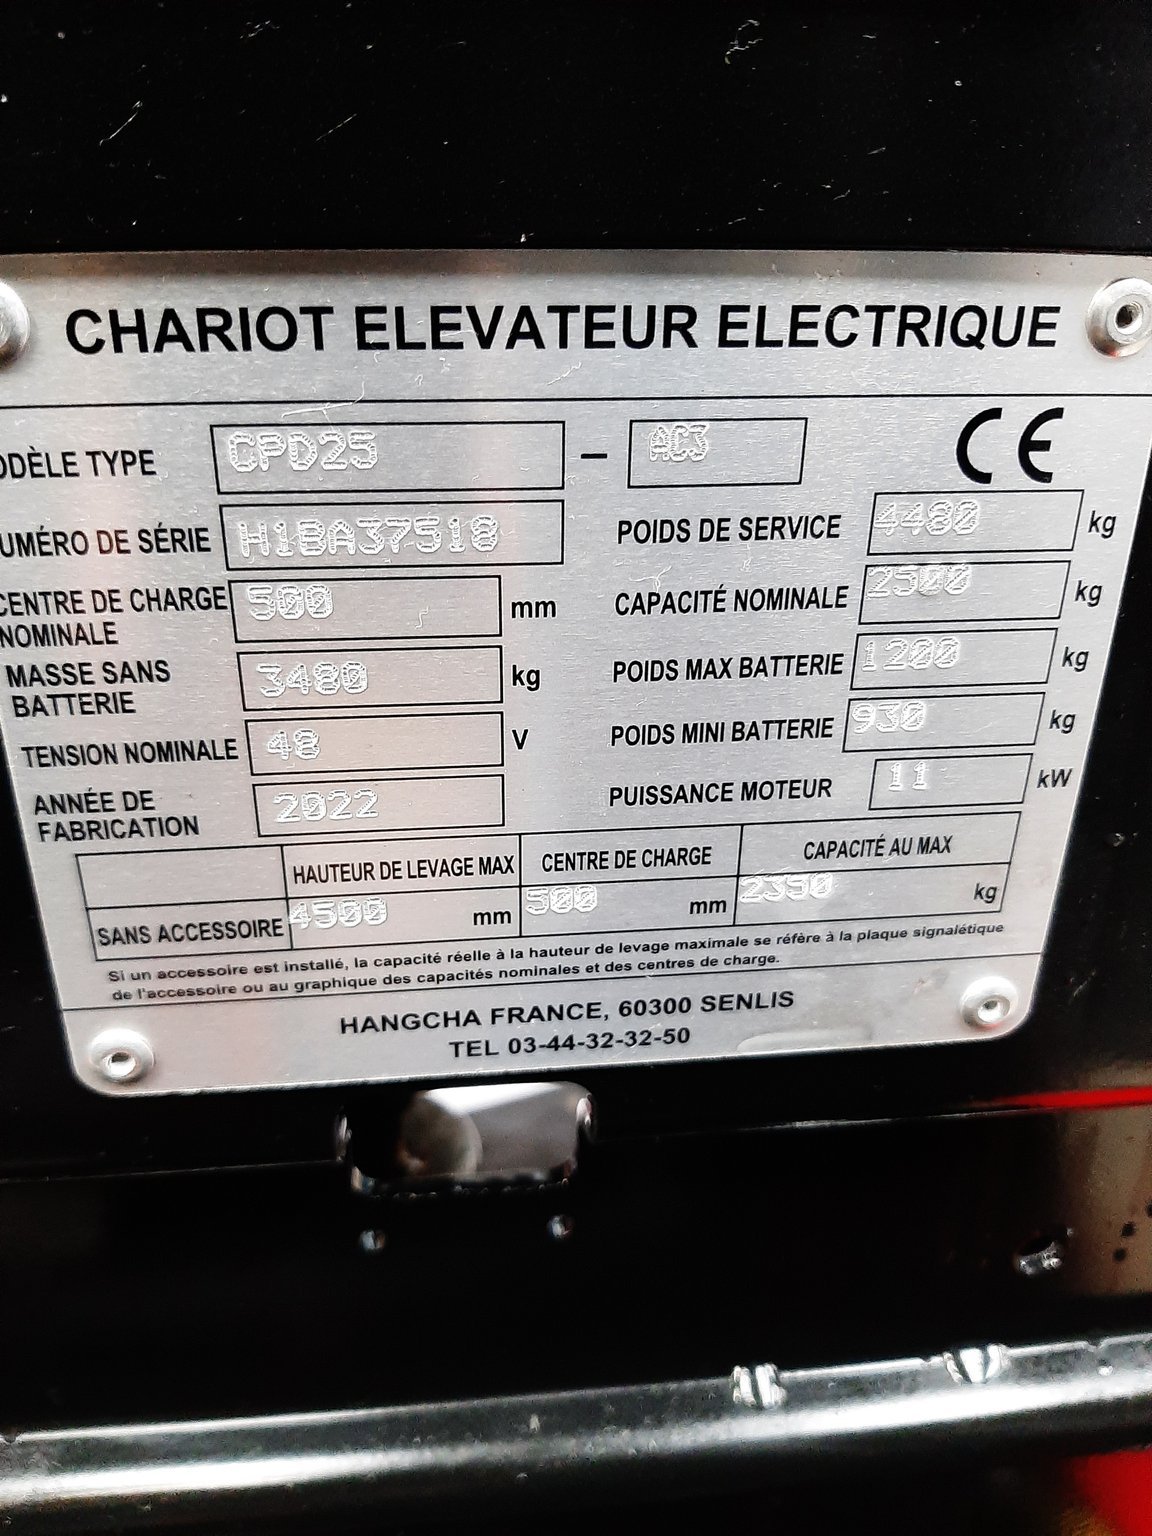 CHARIOT ELEVATEUR ELECTRIQUE
ODÈLE TYPE CPD25 - AC3 CE
UMÉRO DE SÉRIE H1BA37518 POIDS DE SERVICE 4480 kg
CENTRE DE CHARGE NOMINALE 500 mm CAPACITÉ NOMINALE 2500 kg
MASSE SANS BATTERIE 3480 kg POIDS MAX BATTERIE 1200 kg
TENSION NOMINALE 48 V POIDS MINI BATTERIE 930 kg
ANNÉE DE FABRICATION 2022 PUISSANCE MOTEUR 11 kW
HAUTEUR DE LEVAGE MAX CENTRE DE CHARGE CAPACITÉ AU MAX
SANS ACCESSOIRE 4500 mm 500 mm 2350 kg
Si un accessoire est installé, la capacité réelle à la hauteur de levage maximale se réfère à la plaque signalétique
de l'accessoire ou au graphique des capacités nominales et des centres de charge.
HANGCHA FRANCE, 60300 SENLIS
TEL 03-44-32-32-50